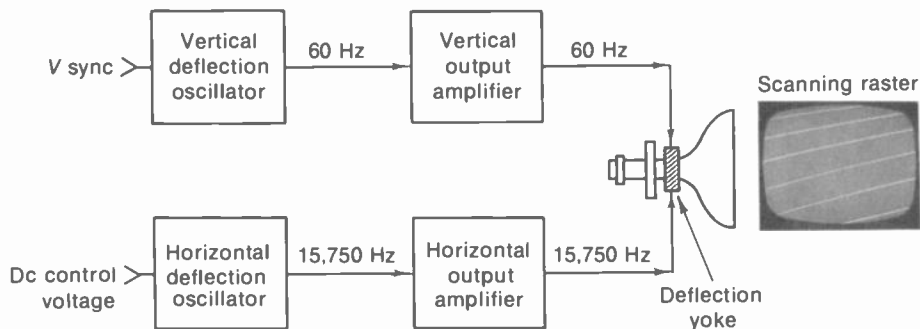 V sync
Vertical
deflection
oscillator
60 Hz
Vertical
output
amplifier
60 Hz
Scanning raster
Dc control
voltage
Horizontal
deflection
oscillator
15,750 Hz
Horizontal
output
amplifier
15,750 Hz
Deflection
yoke